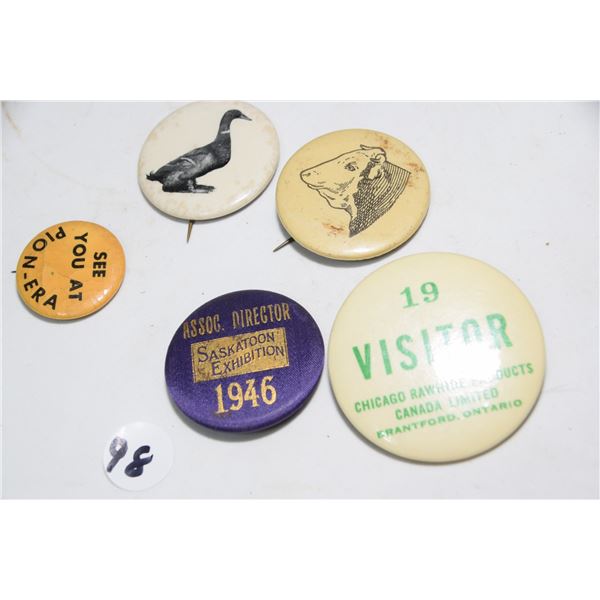 SEE
YOU AT
PION-ERA
ASSOC. DIRECTOR
SASKATOON
EXHIBITION
1946
19
VISITOR
CHICAGO RAWHIDE PRODUCTS
CANADA LIMITED
BRANTFORD, ONTARIO
98